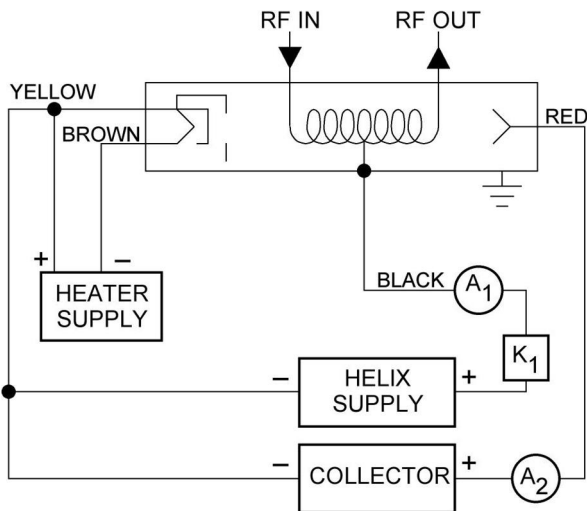 RF IN
RF OUT
YELLOW
BROWN
RED
+
−
HEATER
SUPPLY
BLACK
A1
K1
−
HELIX
SUPPLY
+
−
COLLECTOR
+
A2